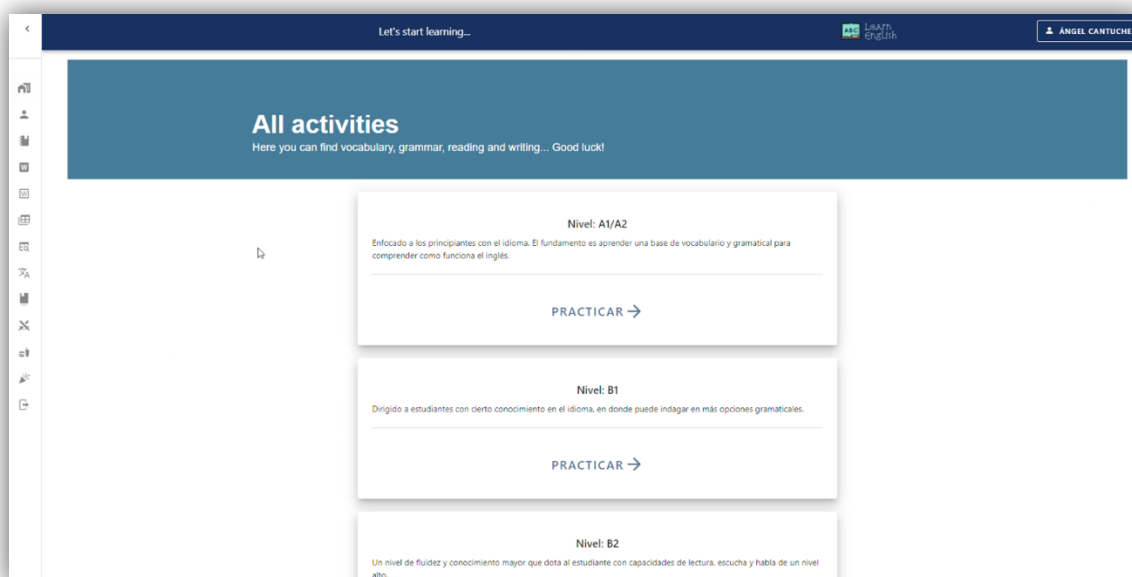 Let's start learning...
ABC
Learn
English
ÁNGEL CANTUCHE
All activities
Here you can find vocabulary, grammar, reading and writing... Good luck!
Nivel: A1/A2
Enfocado a los principiantes con el idioma. El fundamento es aprender una base de vocabulario y gramatical para
comprender como funciona el inglés.
PRACTICAR
Nivel: B1
Dirigido a estudiantes con cierto conocimiento en el idioma, en donde puede indagar en más opciones gramaticales.
PRACTICAR
Nivel: B2
Un nivel de fluidez y conocimiento mayor que dota al estudiante con capacidades de lectura, escucha y habla de un nivel
alto.